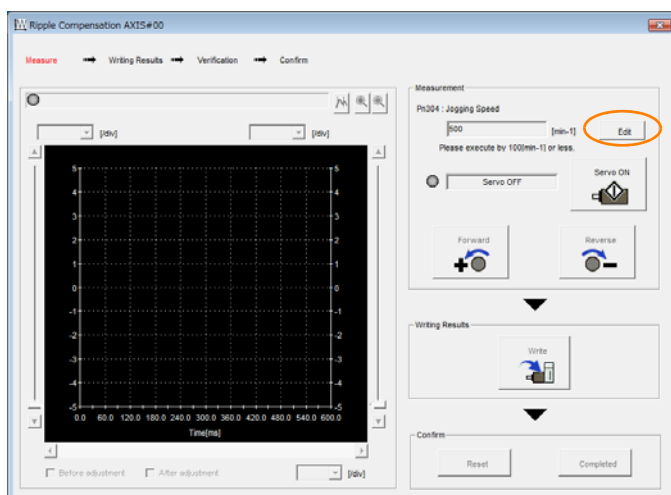 Ripple Compensation AXIS#00
Measure
Writing Results
Verification
Confirm
[/div]
[/div]
5
4
3
2
1
0
-1
-2
-3
-4
-5
5
4
3
2
1
0
-1
-2
-3
-4
-5
0.0 60.0 120.0 180.0 240.0 300.0 360.0 420.0 480.0 540.0 600.0
Time[ms]
Before adjustment
After adjustment
[/div]
Measurement
Pn304 : Jogging Speed
500
[min-1]
Edit
Please execute by 100[min-1] or less.
Servo OFF
Servo ON
Forward
Reverse
Writing Results
Write
Confirm
Reset
Completed